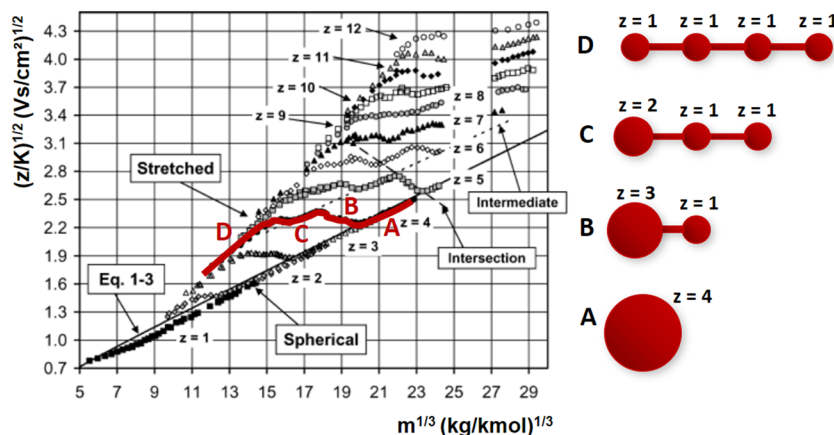 (z/K)^1/2 (Vs/cm²)^1/2
4.3
4.0
3.7
3.4
3.1
2.8
2.5
2.2
1.9
1.6
1.3
1.0
0.7
5 7 9 11 13 15 17 19 21 23 25 27 29
m^1/3 (kg/kmol)^1/3
z = 12
z = 11
z = 10
z = 9
z = 8
z = 7
z = 6
z = 5
z = 4
z = 3
z = 2
z = 1
Stretched
Intermediate
Intersection
Spherical
Eq. 1-3
D
C
B
A
z = 1 z = 1 z = 1 z = 1
D
z = 2 z = 1 z = 1
C
z = 3
z = 1
B
z = 4
A